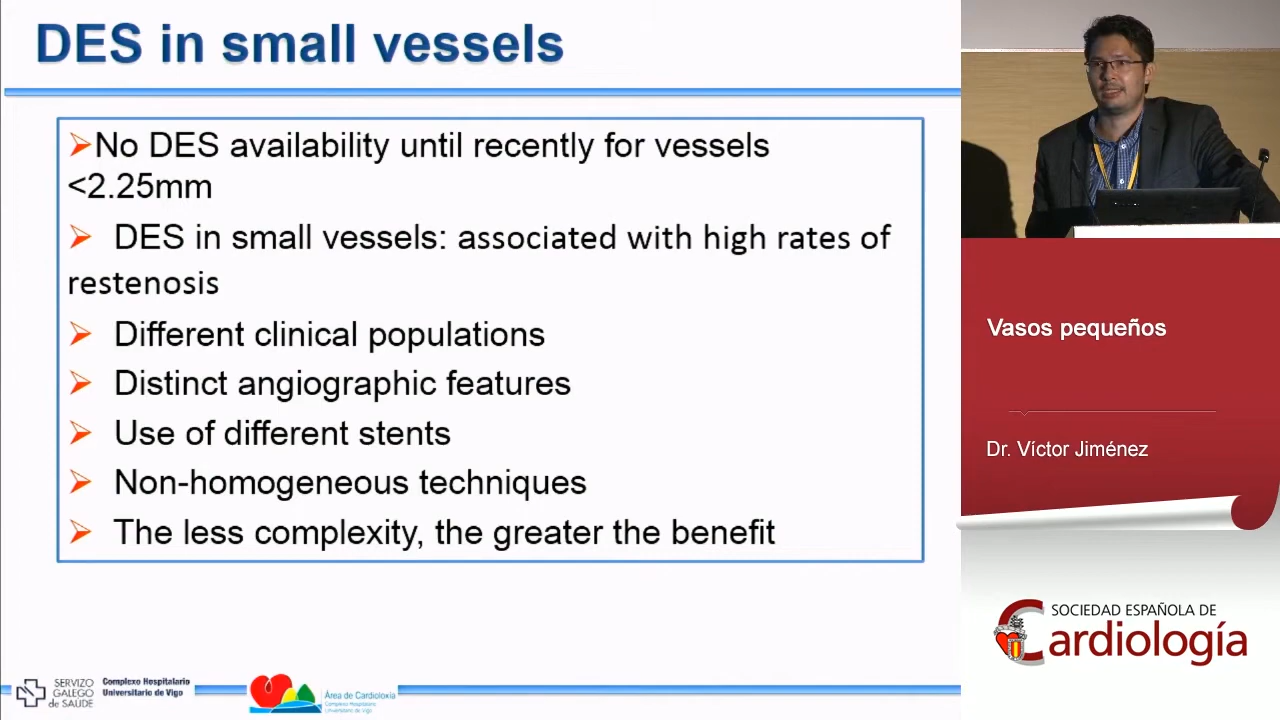 DES in small vessels
➢No DES availability until recently for vessels
<2.25mm
➢ DES in small vessels: associated with high rates of
restenosis
➢ Different clinical populations
➢ Distinct angiographic features
➢ Use of different stents
➢ Non-homogeneous techniques
➢ The less complexity, the greater the benefit
SERVIZO
GALEGO
de SAÚDE
Complexo Hospitalario
Universitario de Vigo
Área de Cardioloxía
Complexo Hospitalario
Universitario de Vigo
Vasos pequeños
Dr. Víctor Jiménez
SOCIEDAD ESPAÑOLA DE
Cardiología